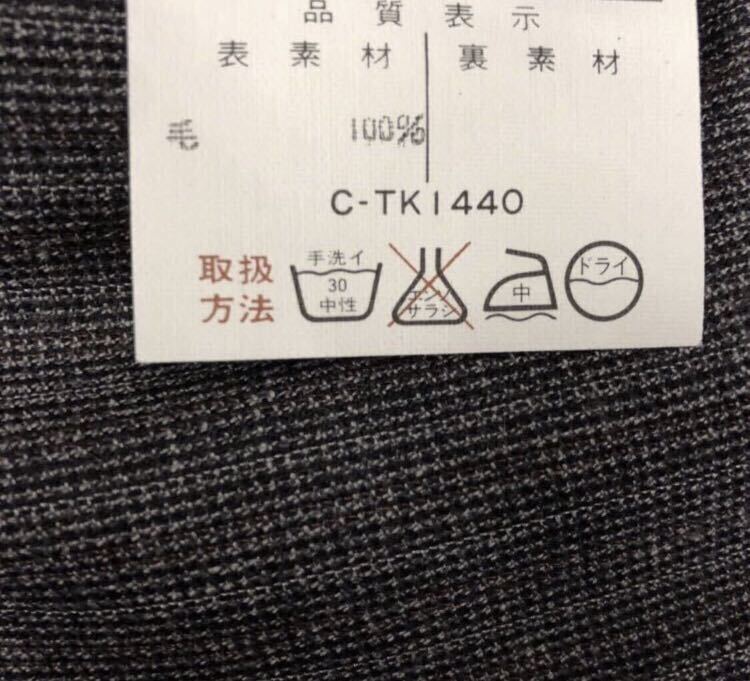 品質表示
表素材 裏素材
毛 100%
C-TK1440
取扱方法
手洗イ
30
中性
エンソ
サラシ
中
ドライ